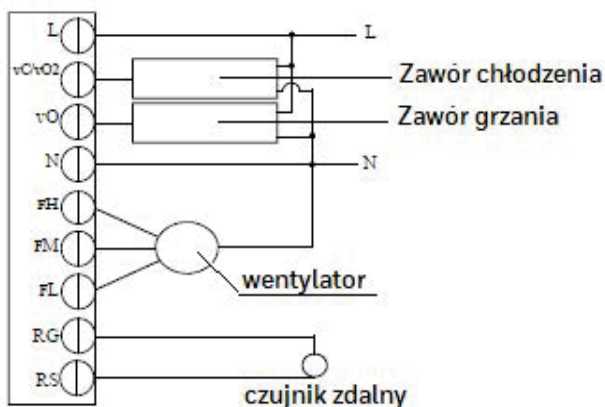 L L
vC/vO2 Zawór chłodzenia
vO Zawór grzania
N N
FH
FM
wentylator
FL
RG
RS
czujnik zdalny